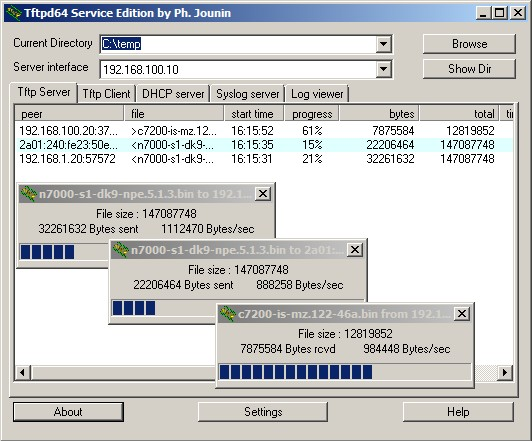 Tftpd64 Service Edition by Ph. Jounin
Current Directory C:\temp Browse
Server interface 192.168.100.10 Show Dir
Tftp Server Tftp Client DHCP server Syslog server Log viewer
peer file start time progress bytes total
192.168.100.20:37... >c7200-is-mz.12... 16:15:52 61% 7875584 12819852
2a01:240:fe23:50e... <n7000-s1-dk9-... 16:15:35 15% 22206464 147087748
192.168.1.20:57572 <n7000-s1-dk9-... 16:15:31 21% 32261632 147087748
n7000-s1-dk9-npe.5.1.3.bin to 192.1...
File size : 147087748
32261632 Bytes sent 1112470 Bytes/sec
n7000-s1-dk9-npe.5.1.3.bin to 2a01:...
File size : 147087748
22206464 Bytes sent 888258 Bytes/sec
c7200-is-mz.122-46a.bin from 192.1...
File size : 12819852
7875584 Bytes rcvd 984448 Bytes/sec
About Settings Help